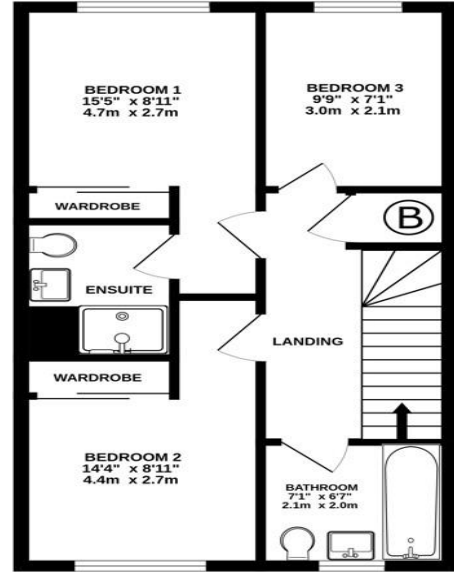 BEDROOM 1
15'5" x 8'11"
4.7m x 2.7m
BEDROOM 3
9'9" x 7'1"
3.0m x 2.1m
WARDROBE
B
ENSUITE
LANDING
WARDROBE
BEDROOM 2
14'4" x 8'11"
4.4m x 2.7m
BATHROOM
7'1" x 6'7"
2.1m x 2.0m